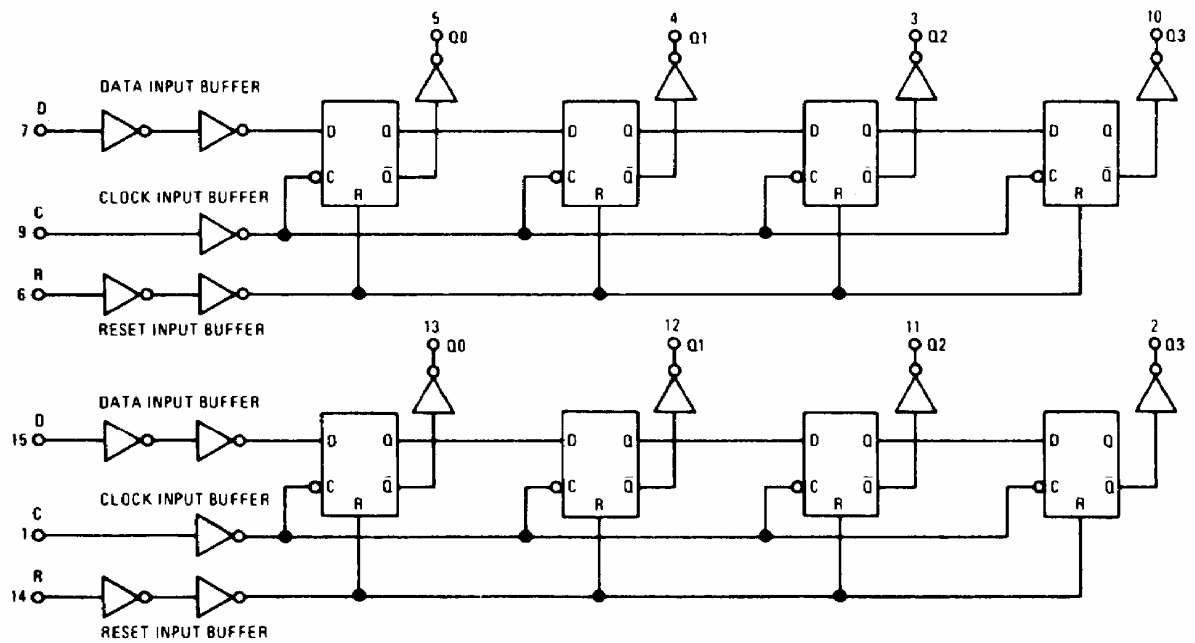 5 Q0 4 Q1 3 Q2 10 Q3
DATA INPUT BUFFER
D
7
D Q D Q D Q D Q
C Q̄ C Q̄ C Q̄ C Q̄
R R R R
CLOCK INPUT BUFFER
C
9
R
6
RESET INPUT BUFFER
13 Q0 12 Q1 11 Q2 2 Q3
DATA INPUT BUFFER
D
15
D Q D Q D Q D Q
C Q̄ C Q̄ C Q̄ C Q̄
R R R R
CLOCK INPUT BUFFER
C
1
R
14
RESET INPUT BUFFER